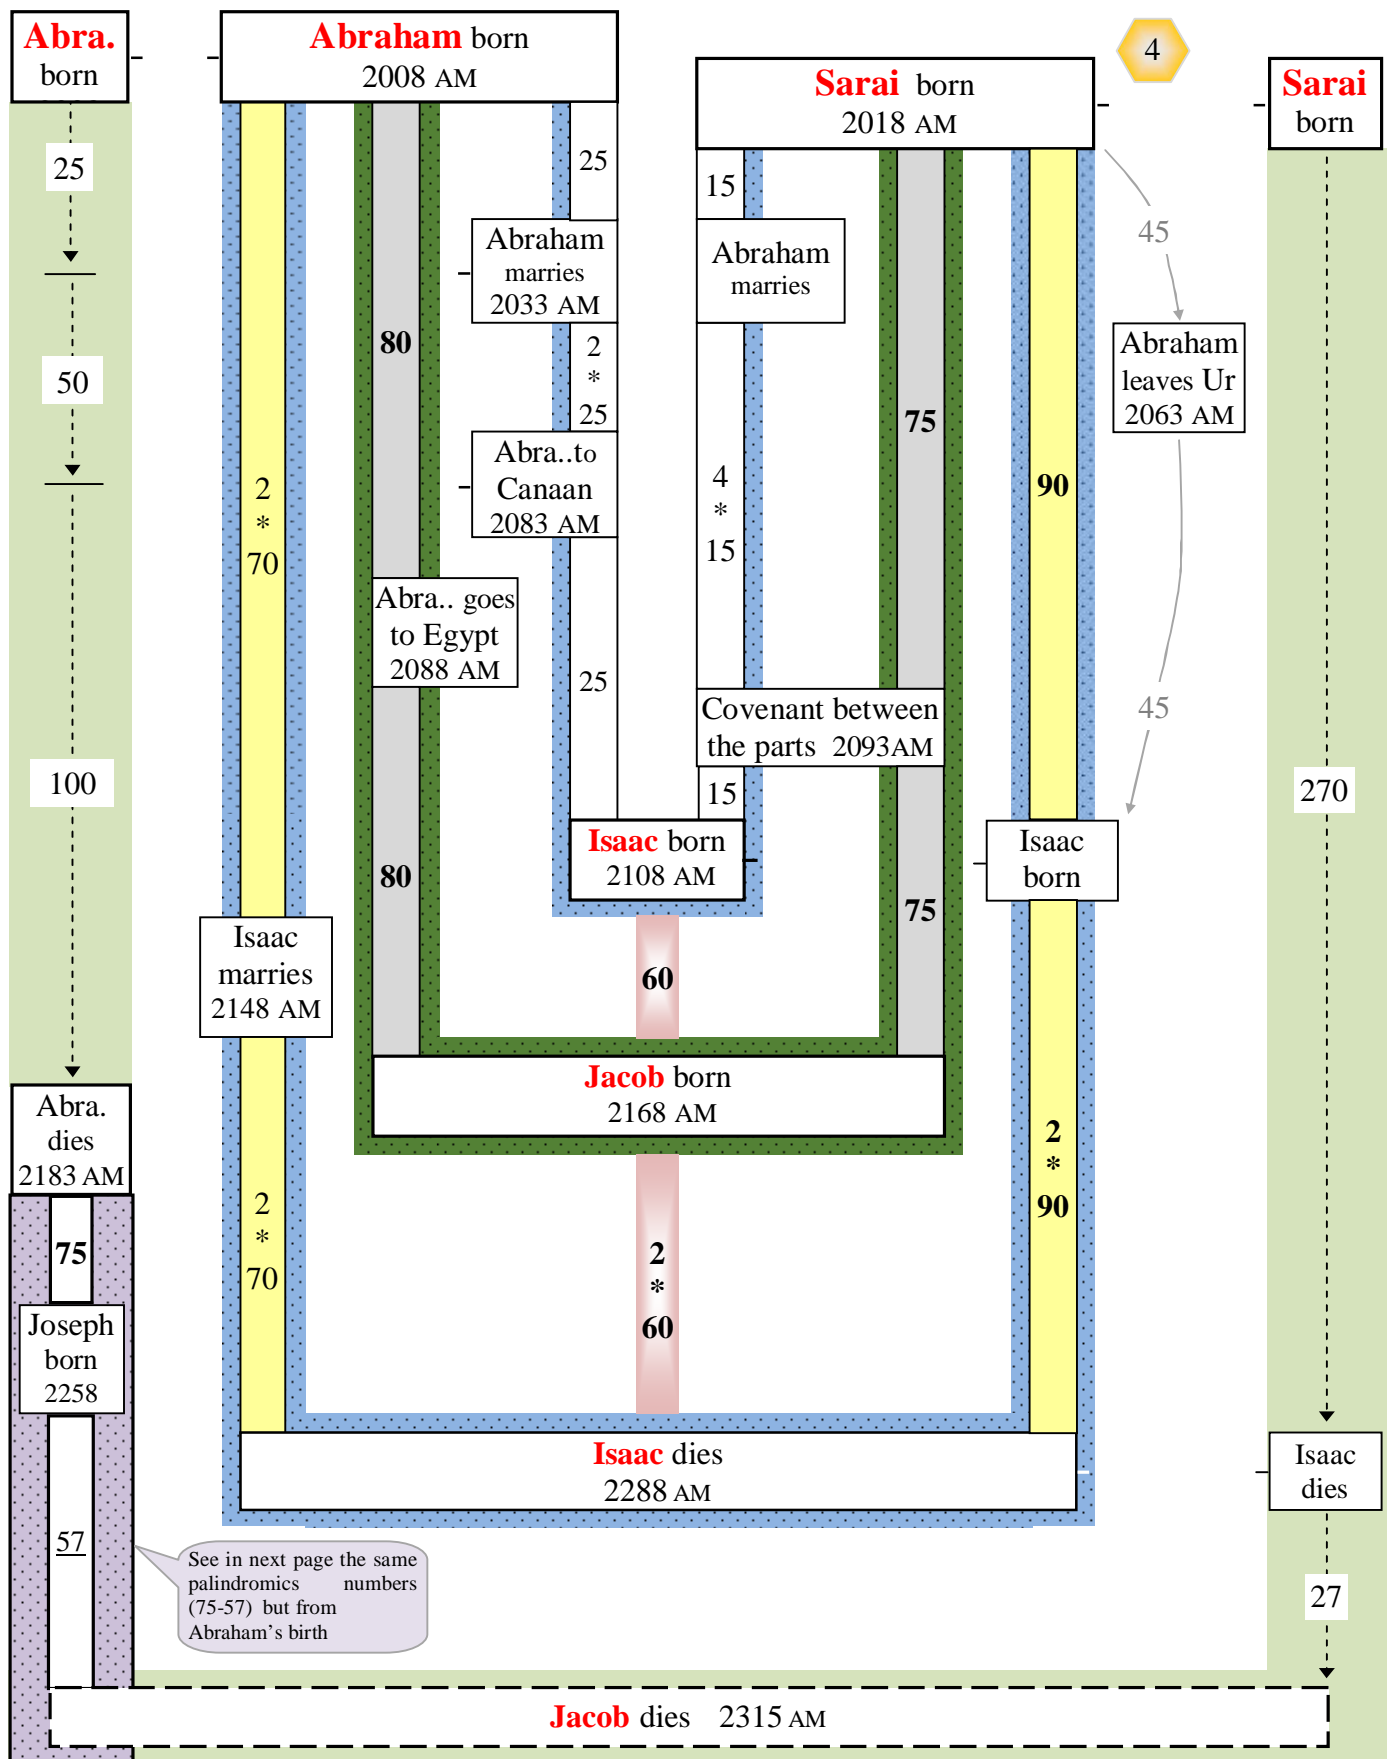 Abra.
born
Abraham born
2008 AM
4
Sarai born
2018 AM
Sarai
born
25
50
100
Abra.
dies
2183 AM
75
Joseph
born
2258
57
2
*
70
Isaac
marries
2148 AM
2
*
70
80
Abra.. goes
to Egypt
2088 AM
80
25
Abraham
marries
2033 AM
2
*
25
Abra..to
Canaan
2083 AM
25
15
Abraham
marries
4
*
15
Covenant between
the parts 2093AM
15
Isaac born
2108 AM
75
75
60
Jacob born
2168 AM
2
*
60
90
Isaac
born
2
*
90
45
Abraham
leaves Ur
2063 AM
45
270
Isaac dies
2288 AM
Isaac
dies
27
See in next page the same
palindromics numbers
(75-57) but from
Abraham's birth
Jacob dies 2315 AM